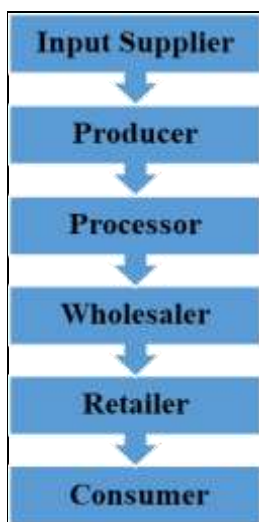 Input Supplier
Producer
Processor
Wholesaler
Retailer
Consumer